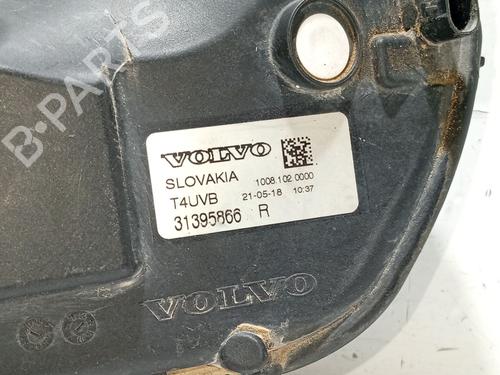 B-PARTS
VOLVO
SLOVAKIA 1008.102.0000
T4UVB 21-05-18 10:37
31395866 R
VOLVO